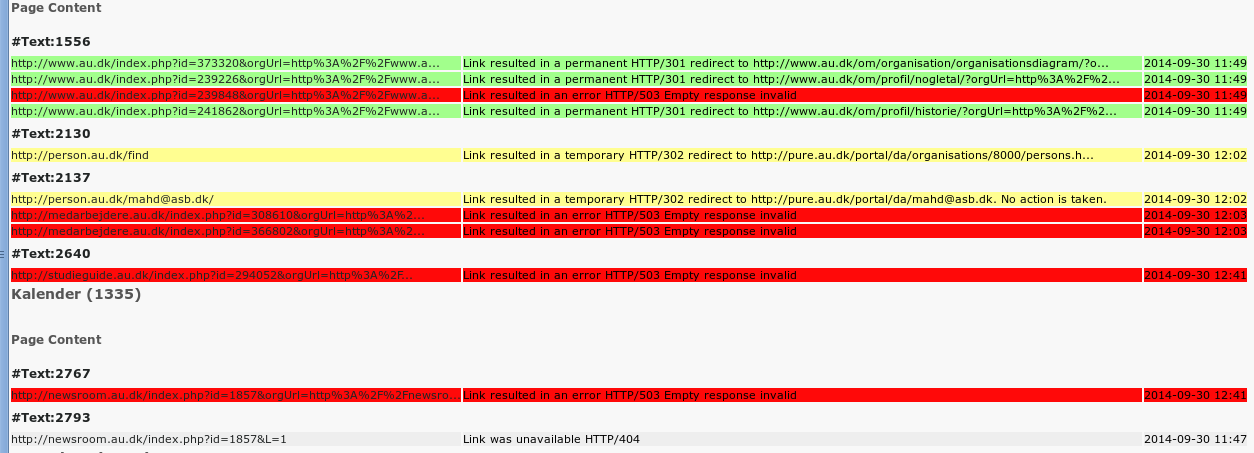 Page Content
#Text:1556
http://www.au.dk/index.php?id=373320&orgUrl=http%3A%2F%2Fwww.a... Link resulted in a permanent HTTP/301 redirect to http://www.au.dk/om/organisation/organisationsdiagram/?o... 2014-09-30 11:49
http://www.au.dk/index.php?id=239226&orgUrl=http%3A%2F%2Fwww.a... Link resulted in a permanent HTTP/301 redirect to http://www.au.dk/om/profil/nogletal/?orgUrl=http%3A%2F%2... 2014-09-30 11:49
http://www.au.dk/index.php?id=239848&orgUrl=http%3A%2F%2Fwww.a... Link resulted in an error HTTP/503 Empty response invalid 2014-09-30 11:49
http://www.au.dk/index.php?id=241862&orgUrl=http%3A%2F%2Fwww.a... Link resulted in a permanent HTTP/301 redirect to http://www.au.dk/om/profil/historie/?orgUrl=http%3A%2F%2... 2014-09-30 11:49
#Text:2130
http://person.au.dk/find Link resulted in a temporary HTTP/302 redirect to http://pure.au.dk/portal/da/organisations/8000/persons.h... 2014-09-30 12:02
#Text:2137
http://person.au.dk/mahd@asb.dk/ Link resulted in a temporary HTTP/302 redirect to http://pure.au.dk/portal/da/mahd@asb.dk. No action is taken. 2014-09-30 12:02
http://medarbejdere.au.dk/index.php?id=308610&orgUrl=http%3A%2... Link resulted in an error HTTP/503 Empty response invalid 2014-09-30 12:03
http://medarbejdere.au.dk/index.php?id=366802&orgUrl=http%3A%2... Link resulted in an error HTTP/503 Empty response invalid 2014-09-30 12:03
#Text:2640
http://studieguide.au.dk/index.php?id=294052&orgUrl=http%3A%2F... Link resulted in an error HTTP/503 Empty response invalid 2014-09-30 12:41
Kalender (1335)
Page Content
#Text:2767
http://newsroom.au.dk/index.php?id=1857&orgUrl=http%3A%2F%2Fnewsro... Link resulted in an error HTTP/503 Empty response invalid 2014-09-30 12:41
#Text:2793
http://newsroom.au.dk/index.php?id=1857&L=1 Link was unavailable HTTP/404 2014-09-30 11:47